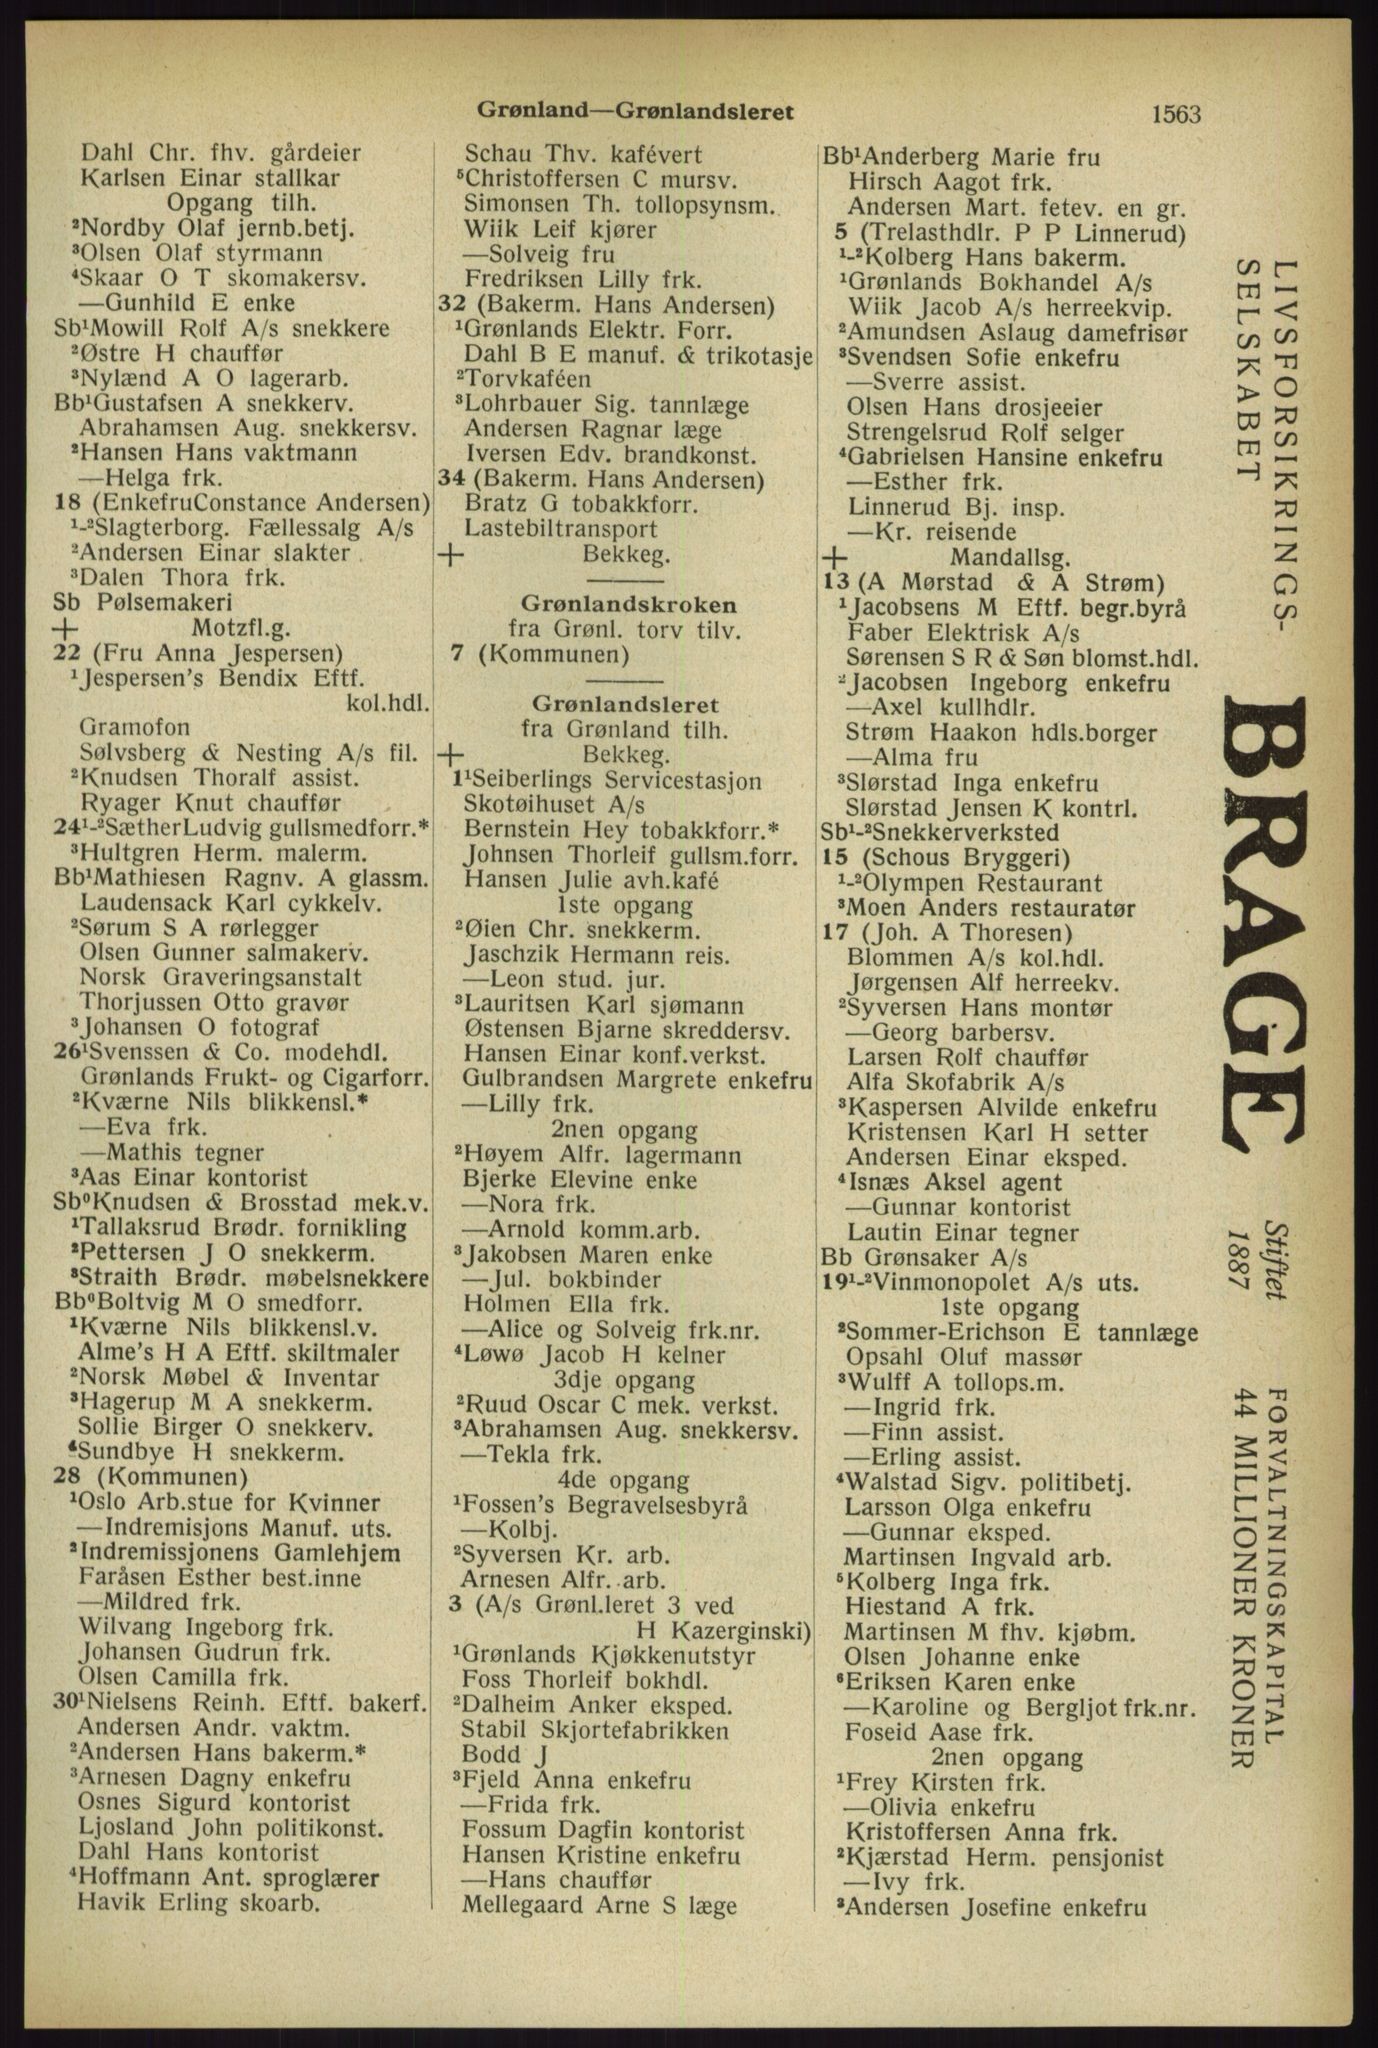 Grønland—Grønlandsleret
1563
Dahl Chr. fhv. gårdeier
Karlsen Einar stallkar
Opgang tilh.
²Nordby Olaf jernb.betj.
³Olsen Olaf styrmann
⁴Skaar O T skomakersv.
—Gunhild E enke
Sb¹Mowill Rolf A/s snekkere
²Østre H chauffør
³Nylænd A O lagerarb.
Bb¹Gustafsen A snekkerv.
Abrahamsen Aug. snekkersv.
²Hansen Hans vaktmann
—Helga frk.
18 (EnkefruConstance Andersen)
¹-²Slagterborg. Fællessalg A/s
²Andersen Einar slakter
³Dalen Thora frk.
Sb Pølsemakeri
+ Motzfl.g.
22 (Fru Anna Jespersen)
¹Jespersen's Bendix Eftf.
kol.hdl.
Gramofon
Sølvsberg & Nesting A/s fil.
²Knudsen Thoralf assist.
Ryager Knut chauffør
24¹-²SætherLudvig gullsmedforr.*
³Hultgren Herm. malerm.
Bb¹Mathiesen Ragnv. A glassm.
Laudensack Karl cykkelv.
²Sørum S A rørlegger
Olsen Gunner salmakerv.
Norsk Graveringsanstalt
Thorjussen Otto gravør
³Johansen O fotograf
26¹Svenssen & Co. modehdl.
Grønlands Frukt- og Cigarforr.
²Kværne Nils blikkensl.*
—Eva frk.
—Mathis tegner
³Aas Einar kontorist
Sb⁰Knudsen & Brosstad mek.v.
¹Tallaksrud Brødr. fornikling
²Pettersen J O snekkerm.
³Straith Brødr. møbelsnekkere
Bb⁰Boltvig M O smedforr.
¹Kværne Nils blikkensl.v.
Alme's H A Eftf. skiltmaler
²Norsk Møbel & Inventar
³Hagerup M A snekkerm.
Sollie Birger O snekkerv.
⁴Sundbye H snekkerm.
28 (Kommunen)
¹Oslo Arb.stue for Kvinner
—Indremisjons Manuf. uts.
²Indremissjonens Gamlehjem
Faråsen Esther best.inne
—Mildred frk.
Wilvang Ingeborg frk.
Johansen Gudrun frk.
Olsen Camilla frk.
30¹Nielsens Reinh. Eftf. bakerf.
Andersen Andr. vaktm.
²Andersen Hans bakerm.*
³Arnesen Dagny enkefru
Osnes Sigurd kontorist
Ljosland John politikonst.
Dahl Hans kontorist
⁴Hoffmann Ant. sproglærer
Havik Erling skoarb.
Schau Thv. kafévert
⁵Christoffersen C mursv.
Simonsen Th. tollopsynsm.
Wiik Leif kjører
—Solveig fru
Fredriksen Lilly frk.
32 (Bakerm. Hans Andersen)
¹Grønlands Elektr. Forr.
Dahl B E manuf. & trikotasje
²Torvkaféen
³Lohrbauer Sig. tannlæge
Andersen Ragnar læge
Iversen Edv. brandkonst.
34 (Bakerm. Hans Andersen)
Bratz G tobakkforr.
Lastebiltransport
+ Bekkeg.
Grønlandskroken
fra Grønl. torv tilv.
7 (Kommunen)
Grønlandsleret
fra Grønland tilh.
+ Bekkeg.
1¹Seiberlings Servicestasjon
Skotøihuset A/s
Bernstein Hey tobakkforr.*
Johnsen Thorleif gullsm.forr.
Hansen Julie avh.kafé
1ste opgang
²Øien Chr. snekkerm.
Jaschzik Hermann reis.
—Leon stud. jur.
³Lauritsen Karl sjømann
Østensen Bjarne skreddersv.
Hansen Einar konf.verkst.
Gulbrandsen Margrete enkefru
—Lilly frk.
2nen opgang
²Høyem Alfr. lagermann
Bjerke Elevine enke
—Nora frk.
—Arnold komm.arb.
³Jakobsen Maren enke
—Jul. bokbinder
Holmen Ella frk.
—Alice og Solveig frk.nr.
⁴Løwø Jacob H kelner
3dje opgang
²Ruud Oscar C mek. verkst.
³Abrahamsen Aug. snekkersv.
—Tekla frk.
4de opgang
¹Fossen's Begravelsesbyrå
—Kolbj.
²Syversen Kr. arb.
Arnesen Alfr. arb.
3 (A/s Grønl.leret 3 ved
H Kazerginski)
¹Grønlands Kjøkkenutstyr
Foss Thorleif bokhdl.
²Dalheim Anker eksped.
Stabil Skjortefabrikken
Bodd J
³Fjeld Anna enkefru
—Frida frk.
Fossum Dagfin kontorist
Hansen Kristine enkefru
—Hans chauffør
Mellegaard Arne S læge
Bb¹Anderberg Marie fru
Hirsch Aagot frk.
Andersen Mart. fetev. en gr.
5 (Trelasthdlr. P P Linnerud)
¹-²Kolberg Hans bakerm.
¹Grønlands Bokhandel A/s
Wiik Jacob A/s herreekvip.
²Amundsen Aslaug damefrisør
³Svendsen Sofie enkefru
—Sverre assist.
Olsen Hans drosjeeier
Strengelsrud Rolf selger
⁴Gabrielsen Hansine enkefru
—Esther frk.
Linnerud Bj. insp.
—Kr. reisende
+ Mandallsg.
13 (A Mørstad & A Strøm)
¹Jacobsens M Eftf. begr.byrå
Faber Elektrisk A/s
Sørensen S R & Søn blomst.hdl.
²Jacobsen Ingeborg enkefru
—Axel kullhdlr.
Strøm Haakon hdls.borger
—Alma fru
³Slørstad Inga enkefru
Slørstad Jensen K kontrl.
Sb¹-²Snekkerverksted
15 (Schous Bryggeri)
¹-²Olympen Restaurant
³Moen Anders restauratør
17 (Joh. A Thoresen)
Blommen A/s kol.hdl.
Jørgensen Alf herreekv.
²Syversen Hans montør
—Georg barbersv.
Larsen Rolf chauffør
Alfa Skofabrik A/s
³Kaspersen Alvilde enkefru
Kristensen Karl H setter
Andersen Einar eksped.
⁴Isnæs Aksel agent
—Gunnar kontorist
Lautin Einar tegner
Bb Grønsaker A/s
19¹-²Vinmonopolet A/s uts.
1ste opgang
²Sommer-Erichson E tannlæge
Opsahl Oluf massør
³Wulff A tollops.m.
—Ingrid frk.
—Finn assist.
—Erling assist.
⁴Walstad Sigv. politibetj.
Larsson Olga enkefru
—Gunnar eksped.
Martinsen Ingvald arb.
⁵Kolberg Inga frk.
Hiestand A frk.
Martinsen M fhv. kjøbm.
Olsen Johanne enke
⁶Eriksen Karen enke
—Karoline og Bergljot frk.nr.
Foseid Aase frk.
2nen opgang
¹Frey Kirsten frk.
—Olivia enkefru
Kristoffersen Anna frk.
²Kjærstad Herm. pensjonist
—Ivy frk.
³Andersen Josefine enkefru
LIVSFORSIKRINGS-
SELSKABET
BRAGE
Stiftet
1887
FORVALTNINGSKAPITAL
44 MILLIONER KRONER